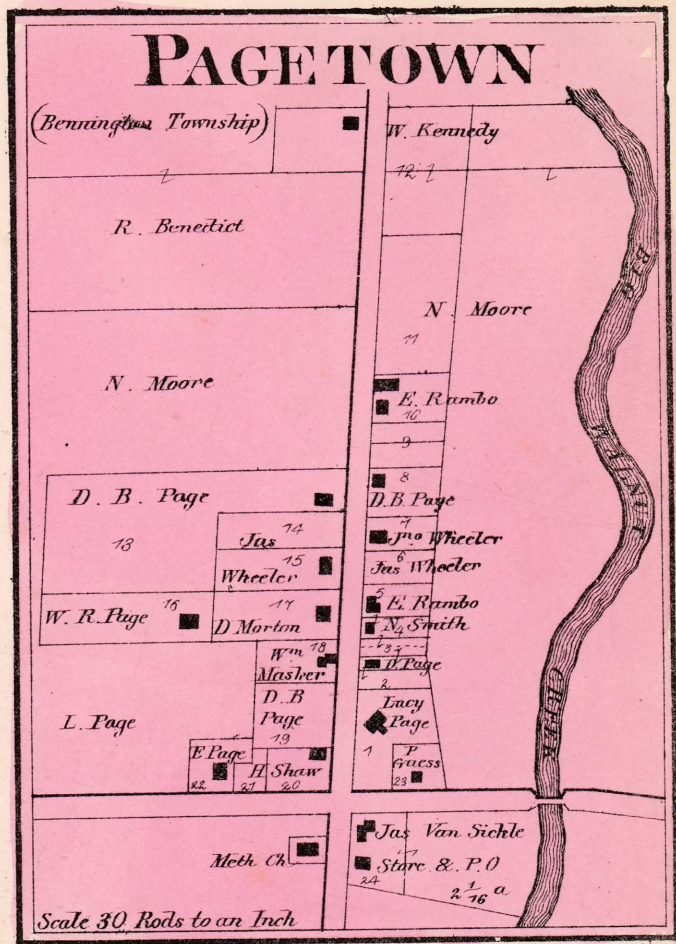 PAGETOWN
(Bennington Township)
W. Kennedy
12
R. Benedict
BIG WALNUT CREEK
N. Moore
11
N. Moore
E. Rambo
10
9
8
D. B. Page
D. B. Page
13
7
Jno Wheeler
14
Jas
15
Wheeler
6
Jas Wheeler
5
E. Rambo
W. R. Page
16
17
D Morton
N. Smith
4
3
Wm 18
Masker
Page
2
L. Page
D. B
Page
19
Lucy
Page
1
E Page
22
21
H Shaw
20
P
Guess
23
Jas Van Sickle
Meth Ch.
Store & P.O
24
2 1/16 a
Scale 30 Rods to an Inch